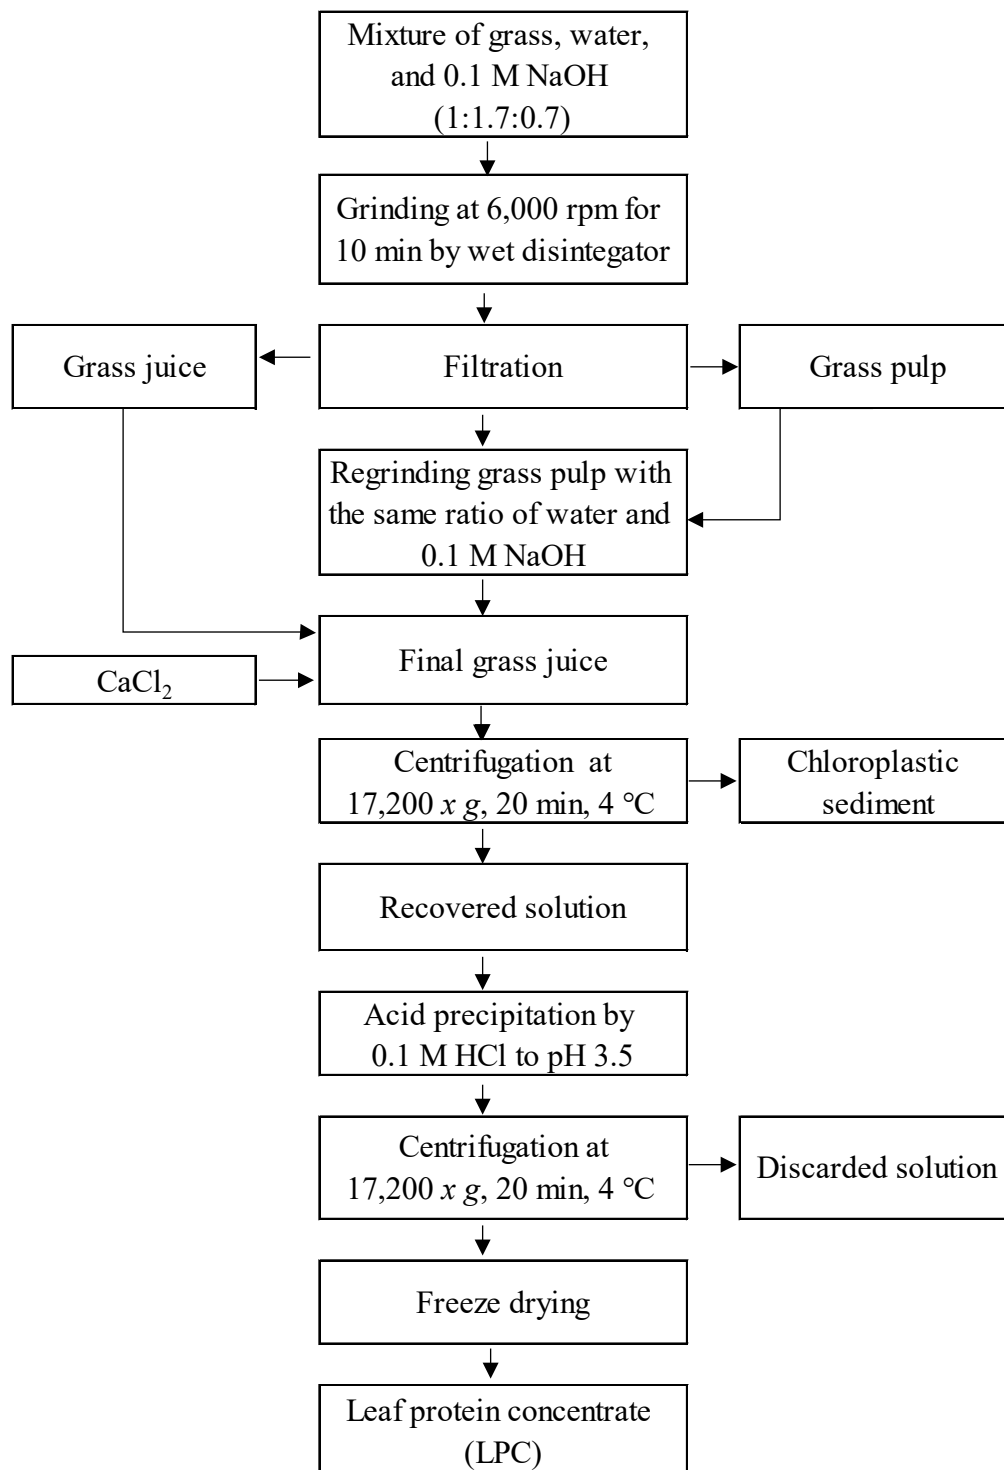 Mixture of grass, water,
and 0.1 M NaOH
(1:1.7:0.7)
Grinding at 6,000 rpm for
10 min by wet disintegator
Grass juice
Filtration
Grass pulp
Regrinding grass pulp with
the same ratio of water and
0.1 M NaOH
Final grass juice
CaCl₂
Centrifugation at
17,200 x g, 20 min, 4 °C
Chloroplastic
sediment
Recovered solution
Acid precipitation by
0.1 M HCl to pH 3.5
Centrifugation at
17,200 x g, 20 min, 4 °C
Discarded solution
Freeze drying
Leaf protein concentrate
(LPC)